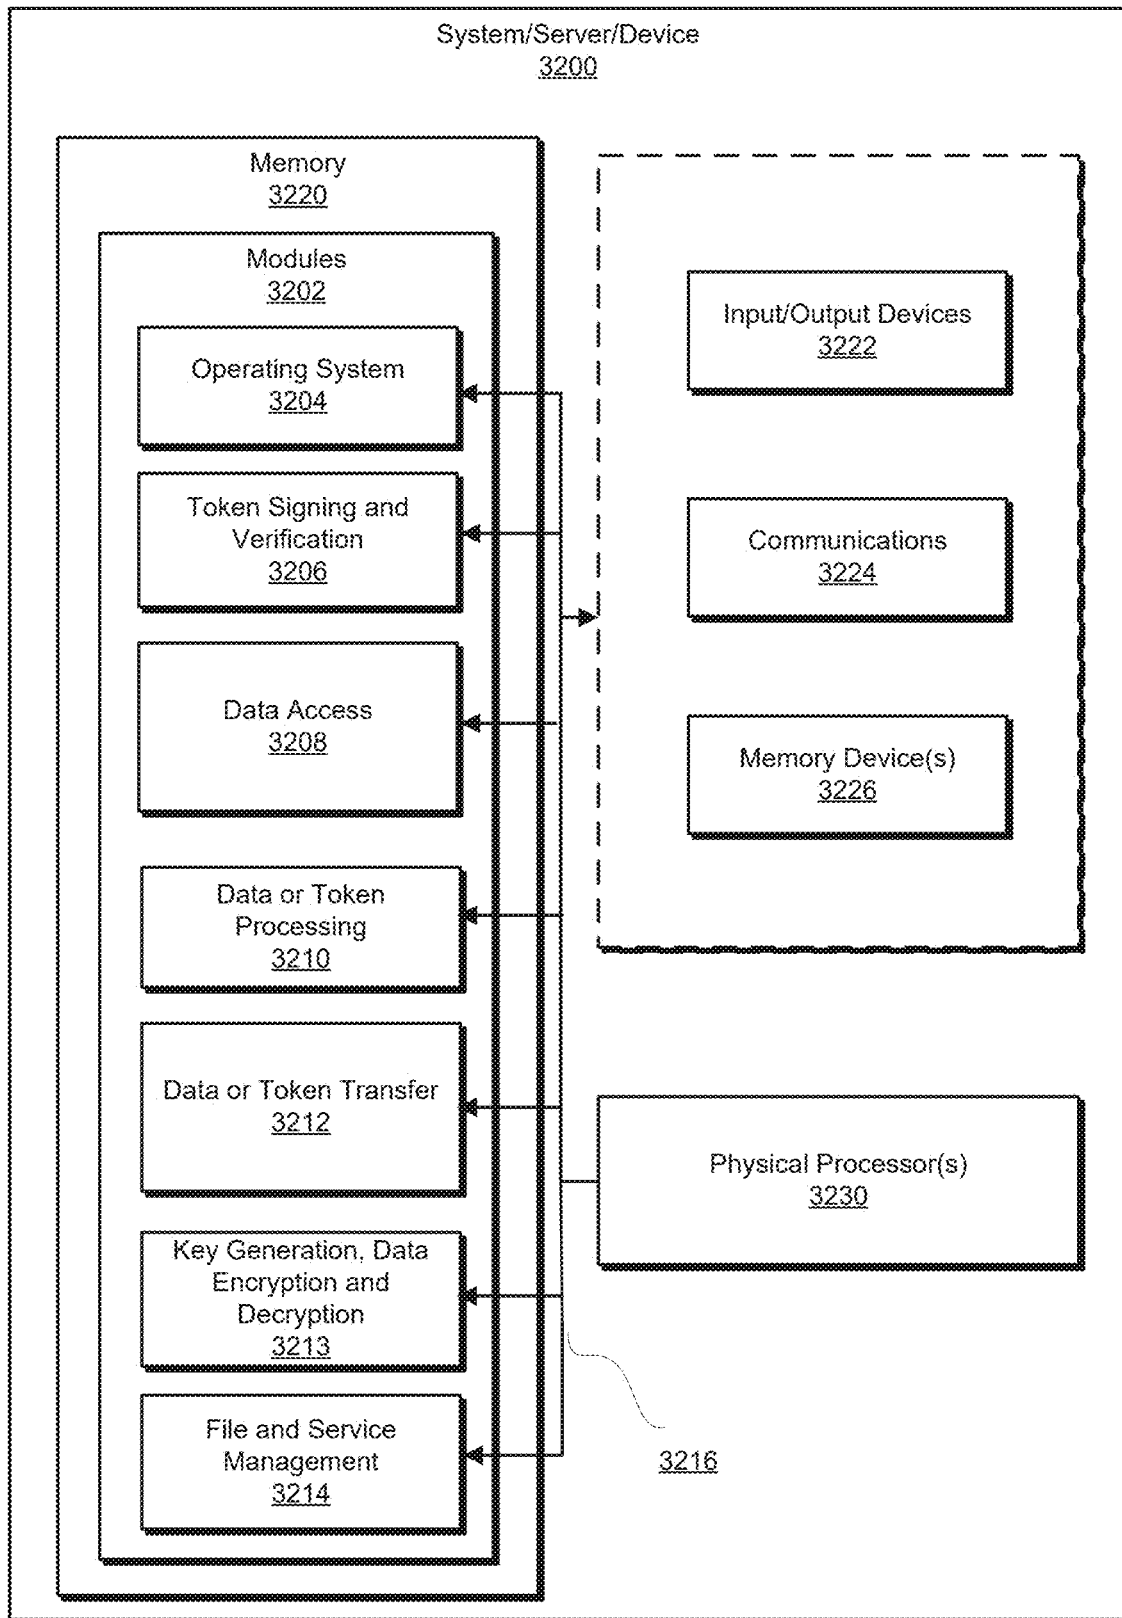 System/Server/Device
3200
Memory
3220
Modules
3202
Operating System
3204
Token Signing and
Verification
3206
Data Access
3208
Data or Token
Processing
3210
Data or Token Transfer
3212
Key Generation, Data
Encryption and
Decryption
3213
File and Service
Management
3214
Input/Output Devices
3222
Communications
3224
Memory Device(s)
3226
Physical Processor(s)
3230
3216